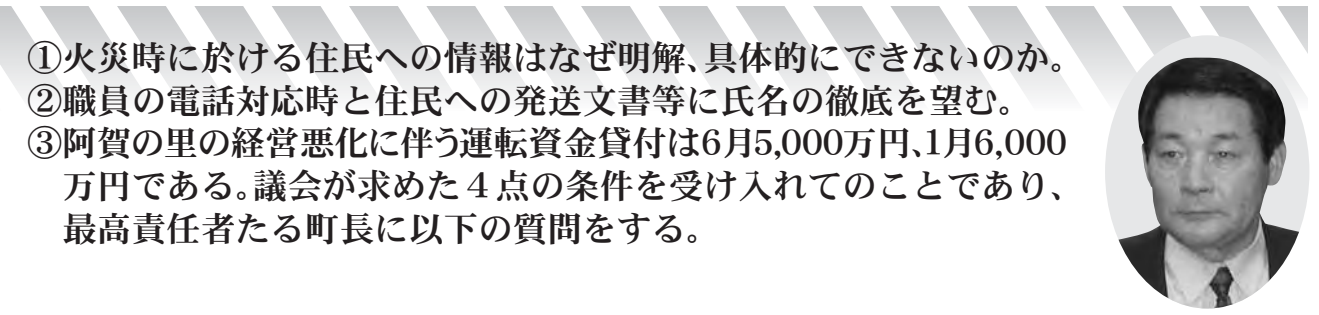 ①火災時に於ける住民への情報はなぜ明解、具体的にできないのか。
②職員の電話対応時と住民への発送文書等に氏名の徹底を望む。
③阿賀の里の経営悪化に伴う運転資金貸付は6月5,000万円、1月6,000
万円である。議会が求めた４点の条件を受け入れてのことであり、
最高責任者たる町長に以下の質問をする。